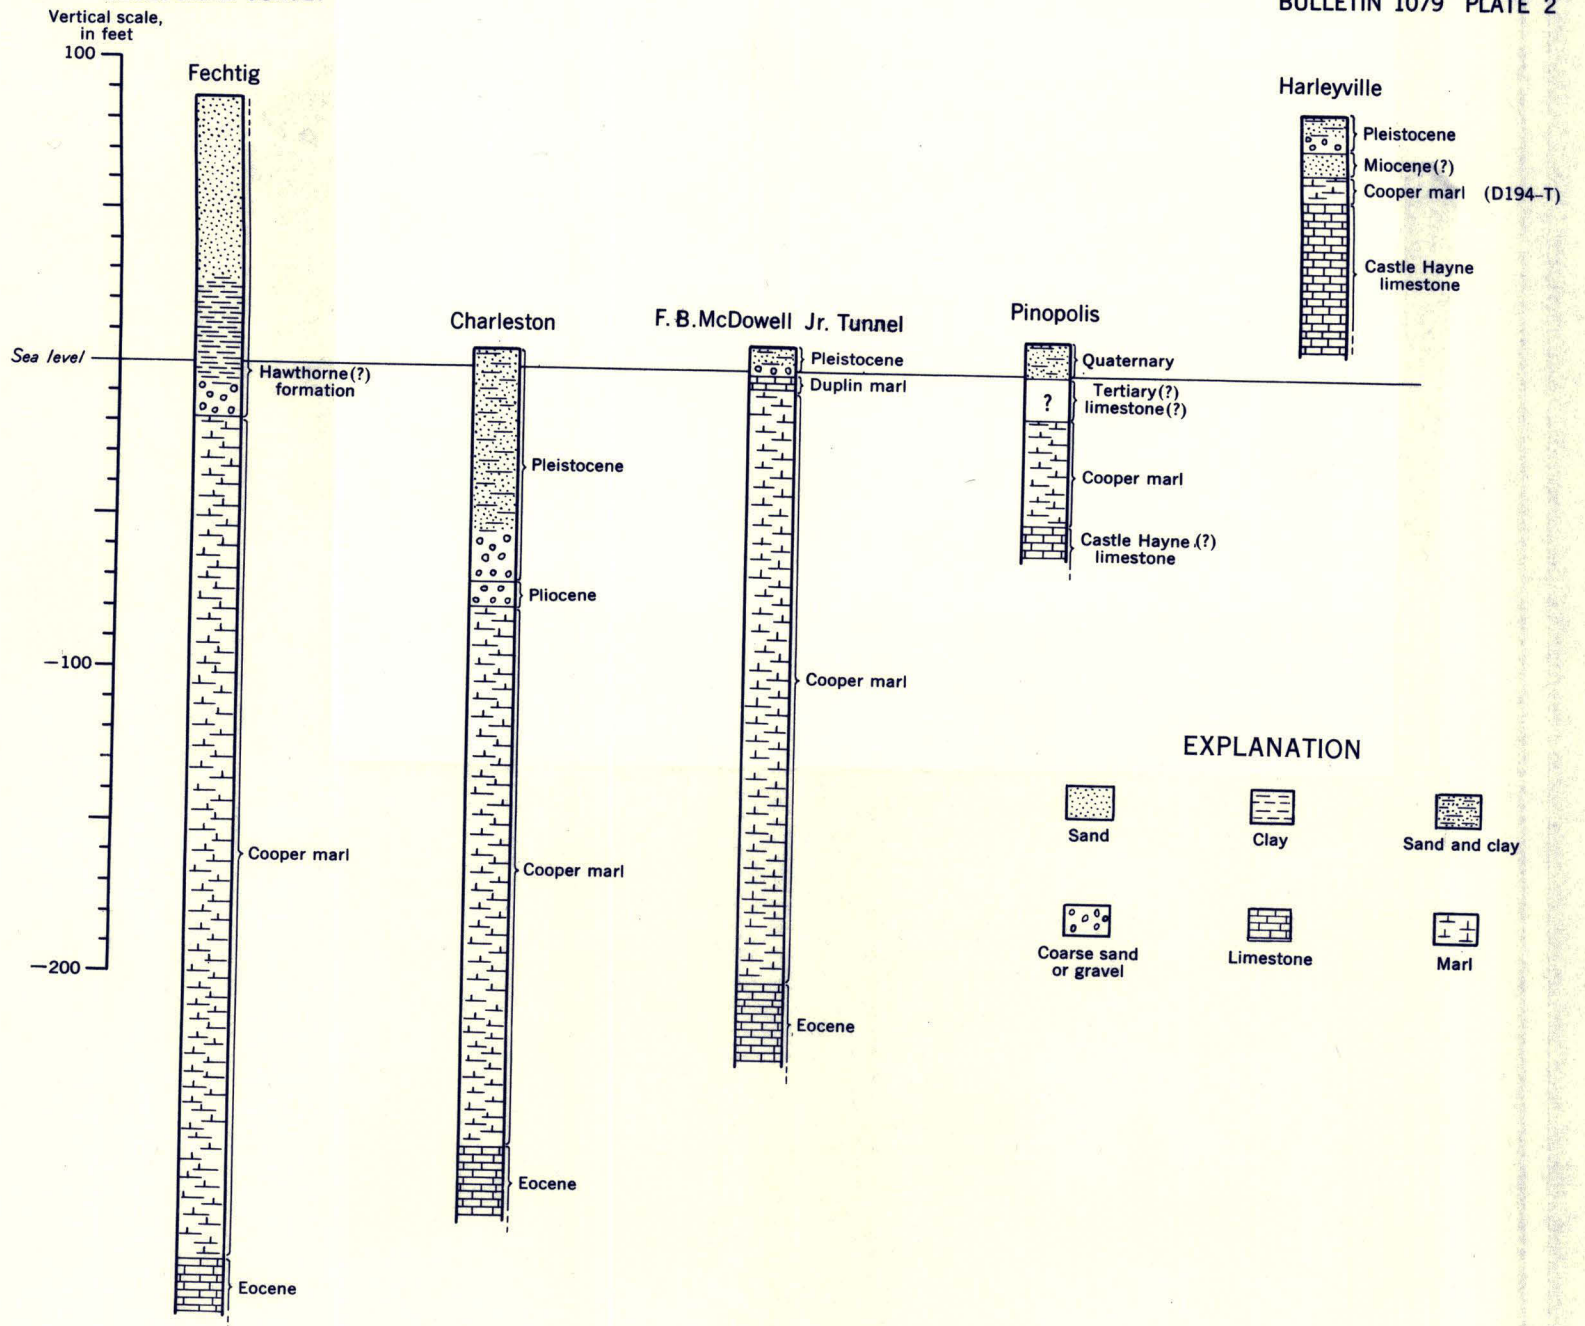 BULLETIN 1079 PLATE 2
Vertical scale,
in feet
100
Sea level
-100
-200
Fechtig
Hawthorne(?)
formation
Cooper marl
Eocene
Charleston
Pleistocene
Pliocene
Cooper marl
Eocene
F. B. McDowell Jr. Tunnel
Pleistocene
Duplin marl
Cooper marl
Eocene
Pinopolis
Quaternary
?
Tertiary(?)
limestone(?)
Cooper marl
Castle Hayne (?)
limestone
Harleyville
Pleistocene
Miocene(?)
Cooper marl (D194-T)
Castle Hayne
limestone
EXPLANATION
Sand
Clay
Sand and clay
Coarse sand
or gravel
Limestone
Marl